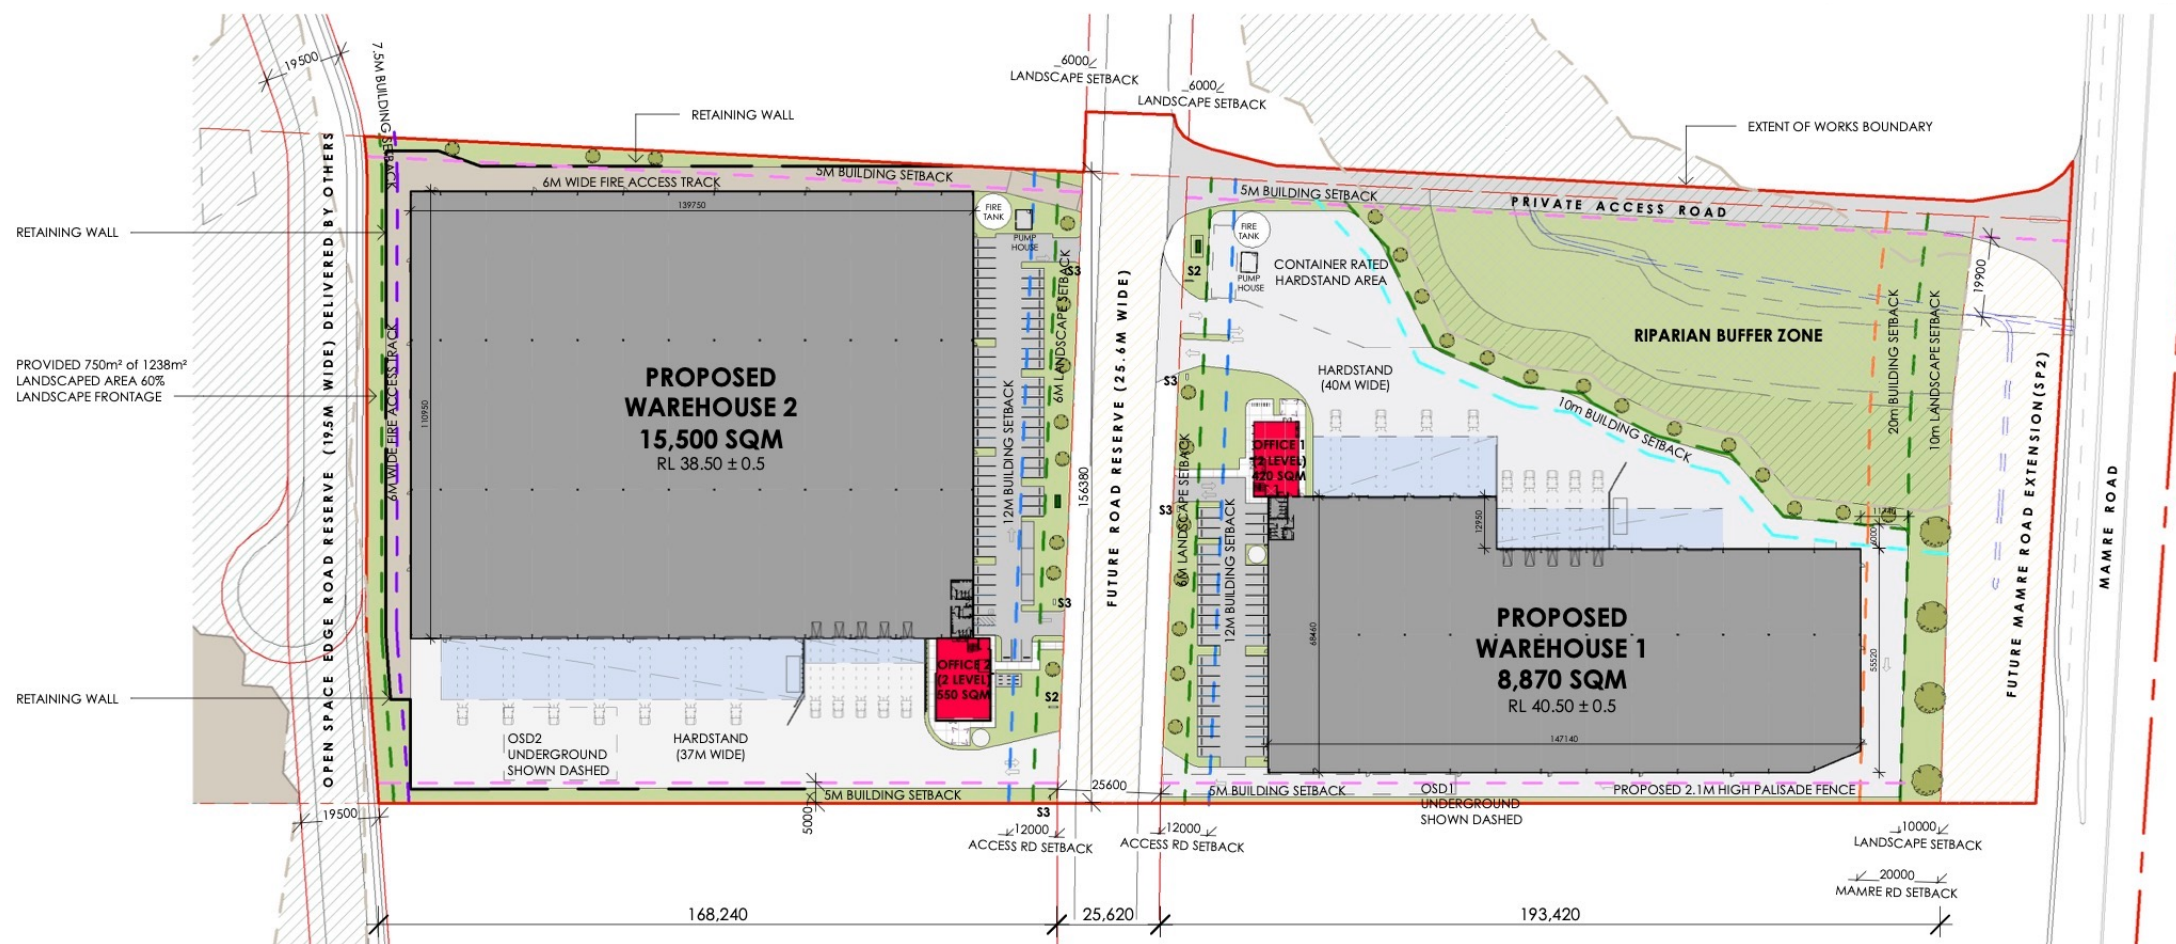 19500
7.5M BUILDING SETBACK
6000
LANDSCAPE SETBACK
6000
LANDSCAPE SETBACK
RETAINING WALL
EXTENT OF WORKS BOUNDARY
OPEN SPACE EDGE ROAD RESERVE (19.5M WIDE) DELIVERED BY OTHERS
6M WIDE FIRE ACCESS TRACK
5M BUILDING SETBACK
139750
5M BUILDING SETBACK
PRIVATE ACCESS ROAD
FIRE
TANK
PUMP
HOUSE
FIRE
TANK
PUMP
HOUSE
RETAINING WALL
S3
S2
CONTAINER RATED
HARDSTAND AREA
19900
6M LANDSCAPE SETBACK
FUTURE ROAD RESERVE (25.6M WIDE)
RIPARIAN BUFFER ZONE
20m BUILDING SETBACK
10m LANDSCAPE SETBACK
PROVIDED 750m² of 1238m²
LANDSCAPED AREA 60%
LANDSCAPE FRONTAGE
6M WIDE FIRE ACCESS TRACK
110950
PROPOSED
WAREHOUSE 2
15,500 SQM
RL 38.50 ± 0.5
12M BUILDING SETBACK
156380
S3
HARDSTAND
(40M WIDE)
10m BUILDING SETBACK
OFFICE 1
(2 LEVEL)
420 SQM
S3
6M LANDSCAPE SETBACK
12M BUILDING SETBACK
12950
FUTURE MAMRE ROAD EXTENSION(SP2)
MAMRE ROAD
S3
68460
PROPOSED
WAREHOUSE 1
8,870 SQM
RL 40.50 ± 0.5
55520
147140
RETAINING WALL
OFFICE 2
(2 LEVEL)
550 SQM
S2
OSD2
UNDERGROUND
SHOWN DASHED
HARDSTAND
(37M WIDE)
5M BUILDING SETBACK
25600
5M BUILDING SETBACK
OSD1
UNDERGROUND
SHOWN DASHED
PROPOSED 2.1M HIGH PALISADE FENCE
19500
5000
S3
12000
ACCESS RD SETBACK
12000
ACCESS RD SETBACK
10000
LANDSCAPE SETBACK
20000
MAMRE RD SETBACK
168,240
25,620
193,420